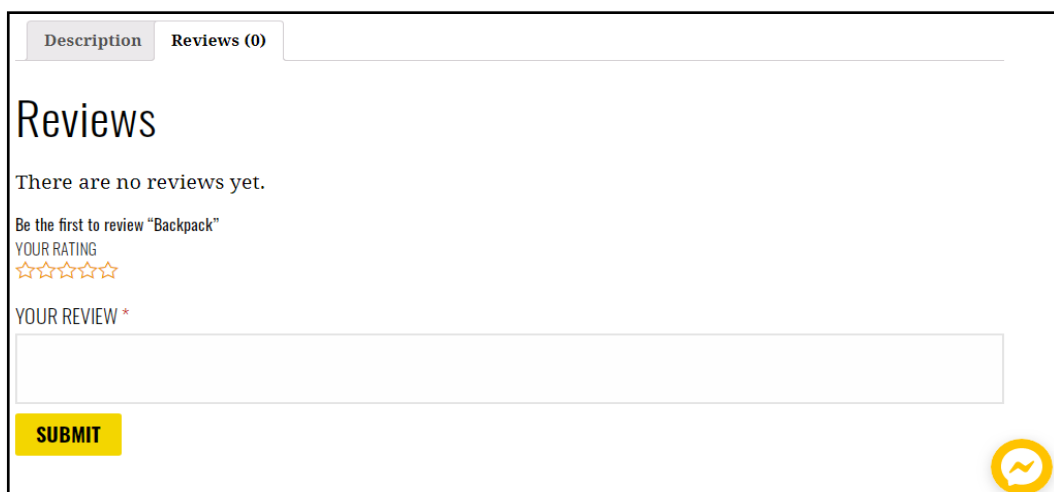 Description Reviews (0)
Reviews
There are no reviews yet.
Be the first to review “Backpack”
YOUR RATING
YOUR REVIEW *
SUBMIT